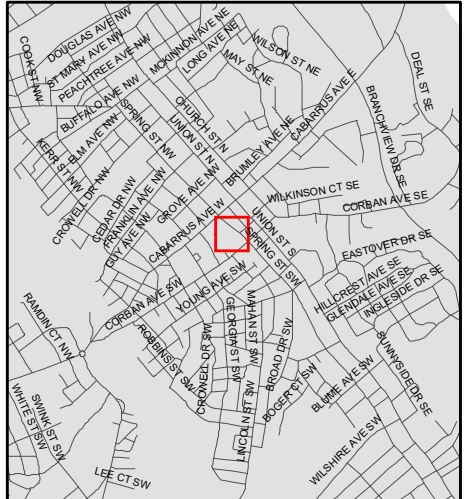 DOUGLAS AVE NW
COOK ST NW
ST MARY AVE NW
PEACHTREE AVE NW
MCKINNON AVE NE
LONG AVE NE
WILSON ST NE
MAY ST NE
DEAL ST SE
BUFFALO AVE NW
SPRING ST NW
CHURCH ST N
CABARRUS AVE E
BRANCHVIEW DR SE
ELM AVE NW
KERR ST NW
UNION ST N
BRUMLEY AVE NE
CROWELL DR NW
CEDAR DR NW
FRANKLIN AVE NW
GROVE AVE NW
GUY AVE NW
CABARRUS AVE W
WILKINSON CT SE
CORBAN AVE SE
UNION ST S
SPRING ST SW
EASTOVER DR SE
HILLCREST AVE SE
GLENDALE AVE SE
INGLESIDE DR SE
CORBAN AVE SW
YOUNG AVE SW
RAMDIN CT NW
ROBBINS ST SW
CROWELL DR SW
GEORGIA ST SW
MAHAN ST SW
BROAD DR SW
LINCOLN ST SW
BOGER CT SW
BLUME AVE SW
SUNNYSIDE DR SE
SWINK ST SW
WHITE ST SW
LEE CT SW
WILSHIRE AVE SW